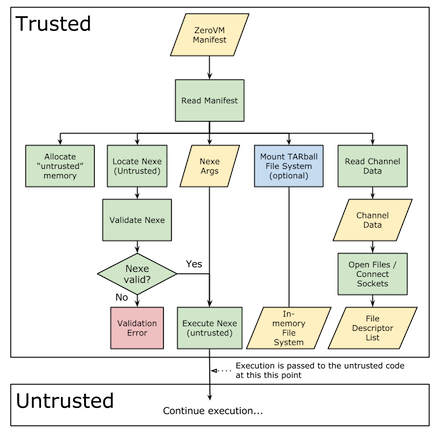 Trusted
ZeroVM
Manifest
Read Manifest
Allocate
"untrusted"
memory
Locate Nexe
(Untrusted)
Nexe
Args
Mount TARball
File System
(optional)
Read Channel
Data
Validate Nexe
Channel
Data
Nexe
valid?
Yes
No
Open Files /
Connect
Sockets
Validation
Error
Execute Nexe
(untrusted)
In-
memory
File
System
File
Descriptor
List
Execution is passed to the untrusted code
at this this point
Untrusted
Continue execution...